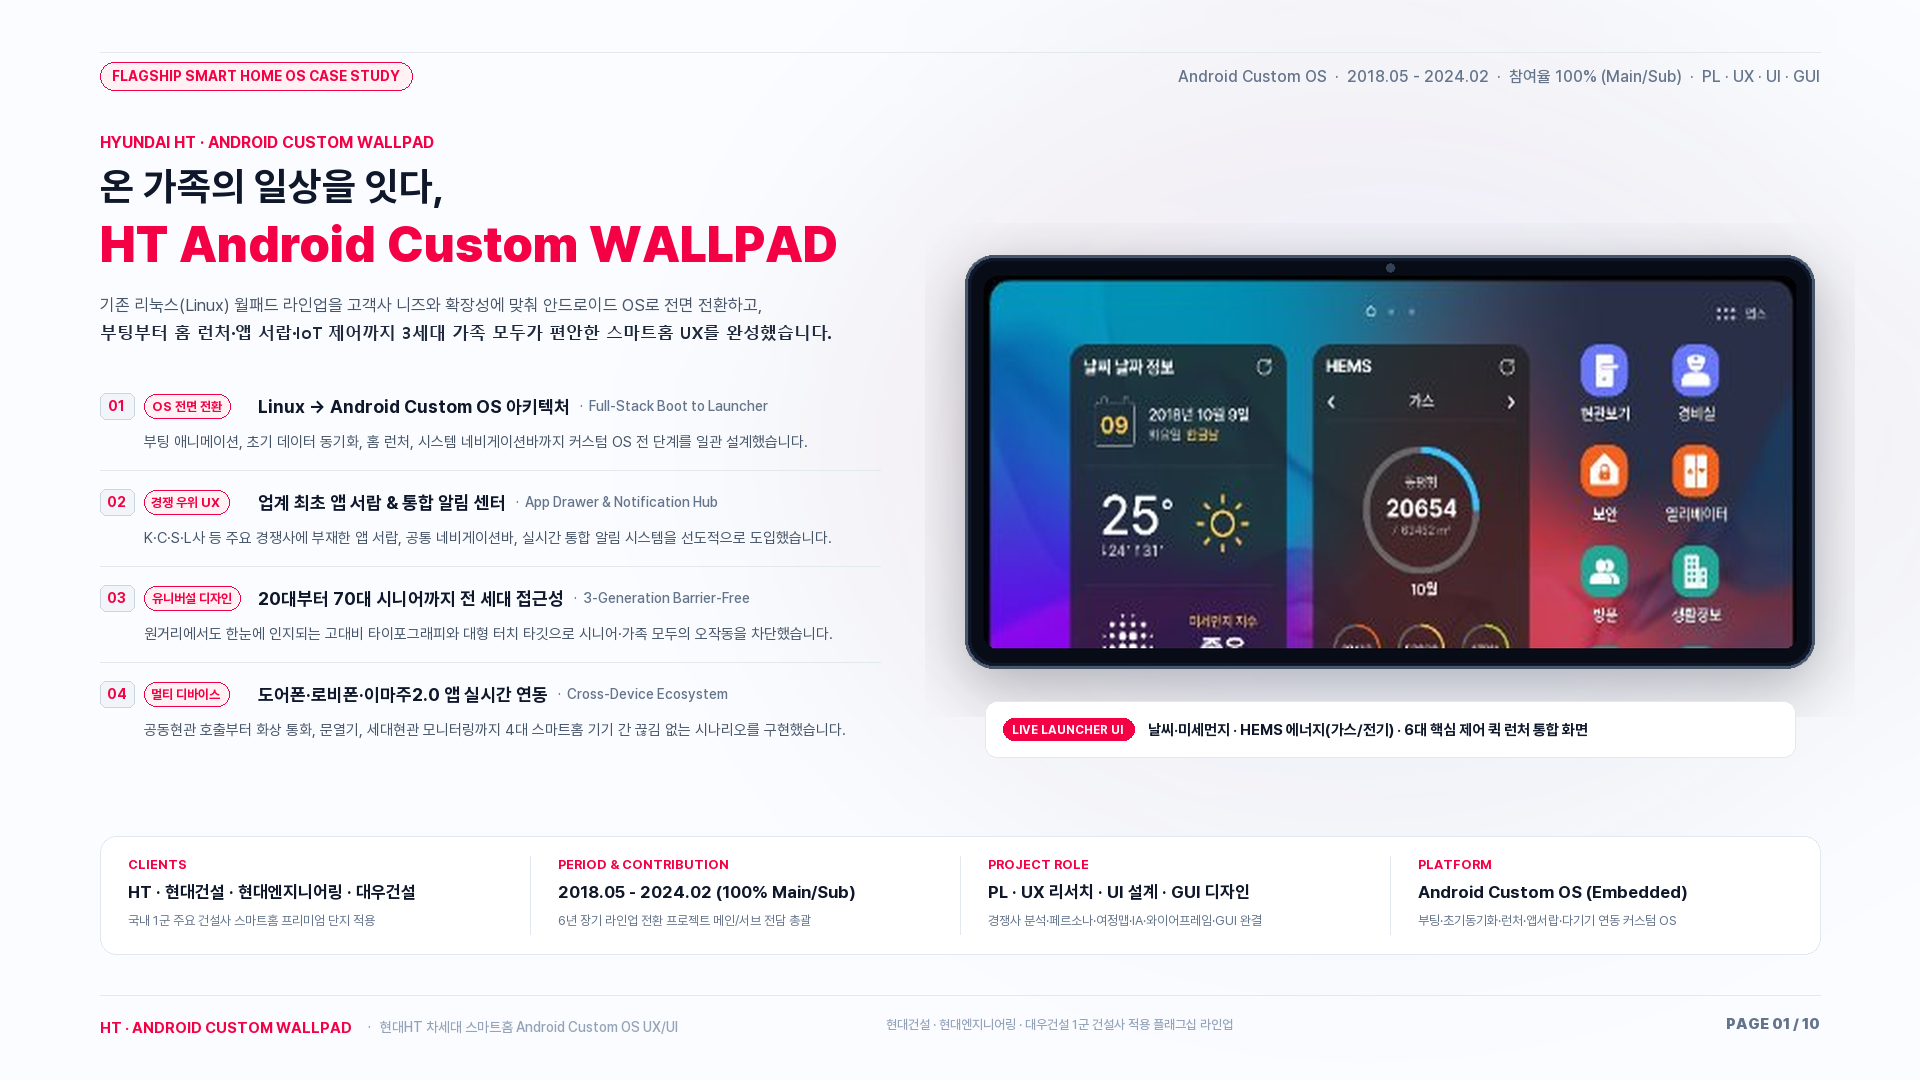 FLAGSHIP SMART HOME OS CASE STUDY
Android Custom OS · 2018.05 - 2024.02 · 참여율 100% (Main/Sub) · PL · UX · UI · GUI
HYUNDAI HT · ANDROID CUSTOM WALLPAD
온 가족의 일상을 잇다,
HT Android Custom WALLPAD
기존 리눅스(Linux) 월패드 라인업을 고객사 니즈와 확장성에 맞춰 안드로이드 OS로 전면 전환하고,
부팅부터 홈 런처·앱 서랍·IoT 제어까지 3세대 가족 모두가 편안한 스마트홈 UX를 완성했습니다.
01 OS 전면 전환 Linux → Android Custom OS 아키텍처 · Full-Stack Boot to Launcher
부팅 애니메이션, 초기 데이터 동기화, 홈 런처, 시스템 네비게이션바까지 커스텀 OS 전 단계를 일관 설계했습니다.
02 경쟁 우위 UX 업계 최초 앱 서랍 & 통합 알림 센터 · App Drawer & Notification Hub
K·C·S·L사 등 주요 경쟁사에 부재한 앱 서랍, 공통 네비게이션바, 실시간 통합 알림 시스템을 선도적으로 도입했습니다.
03 유니버설 디자인 20대부터 70대 시니어까지 전 세대 접근성 · 3-Generation Barrier-Free
원거리에서도 한눈에 인지되는 고대비 타이포그래피와 대형 터치 타깃으로 시니어·가족 모두의 오작동을 차단했습니다.
04 멀티 디바이스 도어폰·로비폰·이마주2.0 앱 실시간 연동 · Cross-Device Ecosystem
공동현관 호출부터 화상 통화, 문열기, 세대현관 모니터링까지 4대 스마트홈 기기 간 끊김 없는 시나리오를 구현했습니다.
앱스
날씨 날짜 정보
09
2018년 10월 9일
화요일 한글날
25°
미세먼지 지수
HEMS
가스
동평형
20654
/ 63452㎥
10월
현관보기
경비실
보안
엘리베이터
방문
생활정보
LIVE LAUNCHER UI 날씨·미세먼지 · HEMS 에너지(가스/전기) · 6대 핵심 제어 퀵 런처 통합 화면
CLIENTS
HT · 현대건설 · 현대엔지니어링 · 대우건설
국내 1군 주요 건설사 스마트홈 프리미엄 단지 적용
PERIOD & CONTRIBUTION
2018.05 - 2024.02 (100% Main/Sub)
6년 장기 라인업 전환 프로젝트 메인/서브 전담 총괄
PROJECT ROLE
PL · UX 리서치 · UI 설계 · GUI 디자인
경쟁사 분석·페르소나·여정맵·IA·와이어프레임·GUI 완결
PLATFORM
Android Custom OS (Embedded)
부팅·초기동기화·런처·앱서랍·다기기 연동 커스텀 OS
HT · ANDROID CUSTOM WALLPAD · 현대HT 차세대 스마트홈 Android Custom OS UX/UI
현대건설 · 현대엔지니어링 · 대우건설 1군 건설사 적용 플래그십 라인업
PAGE 01 / 10